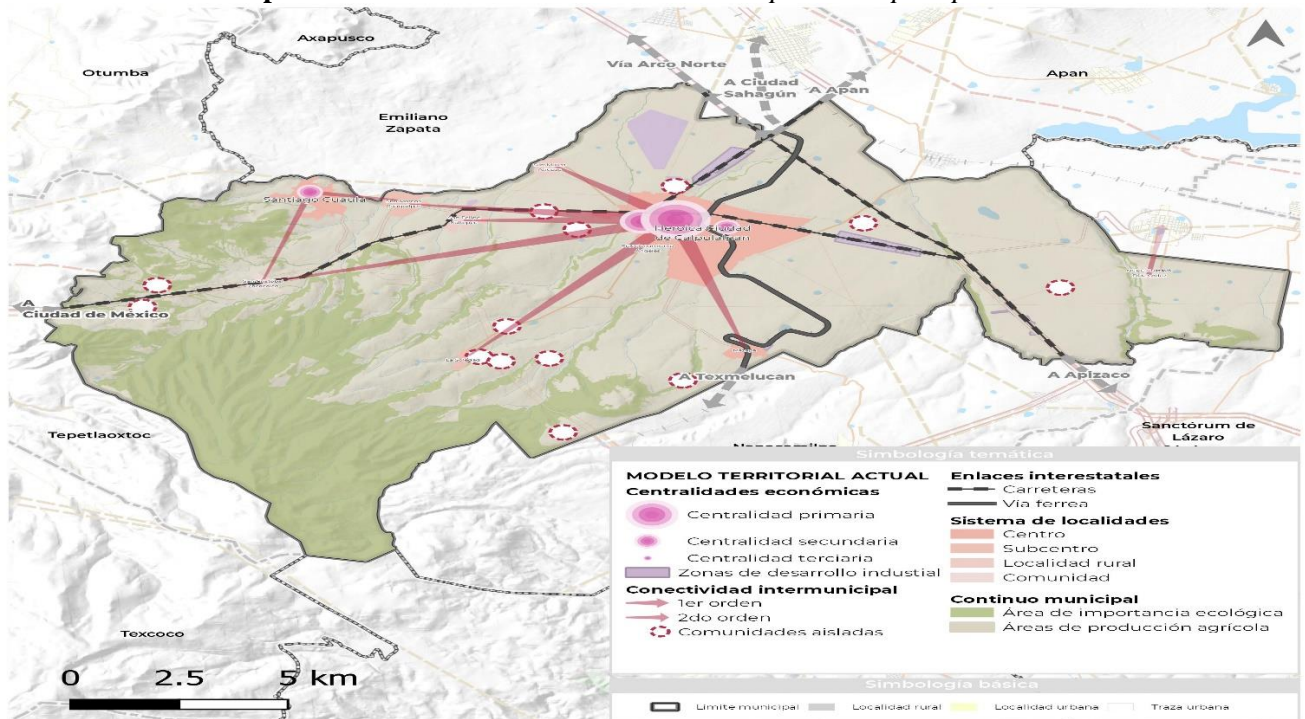 Axapusco
Otumba
Vía Arco Norte
A Ciudad
Sahagún
A Apan
Apan
Emiliano
Zapata
Santiago Cuaula
Heroica Ciudad
de Calpulalpan
A
Ciudad de México
A Texmelucan
A Apizaco
Tepetlaoxtoc
Sanctórum de
Lázaro
Texcoco
0 2.5 5 km
Simbología temática
MODELO TERRITORIAL ACTUAL
Centralidades económicas
Centralidad primaria
Centralidad secundaria
Centralidad terciaria
Zonas de desarrollo industial
Conectividad intermunicipal
1er orden
2do orden
Comunidades aisladas
Enlaces interestatales
Carreteras
Vía ferrea
Sistema de localidades
Centro
Subcentro
Localidad rural
Comunidad
Continuo municipal
Área de importancia ecológica
Áreas de producción agrícola
Simbología básica
Limite municipal
Localidad rural
Localidad urbana
Traza urbana